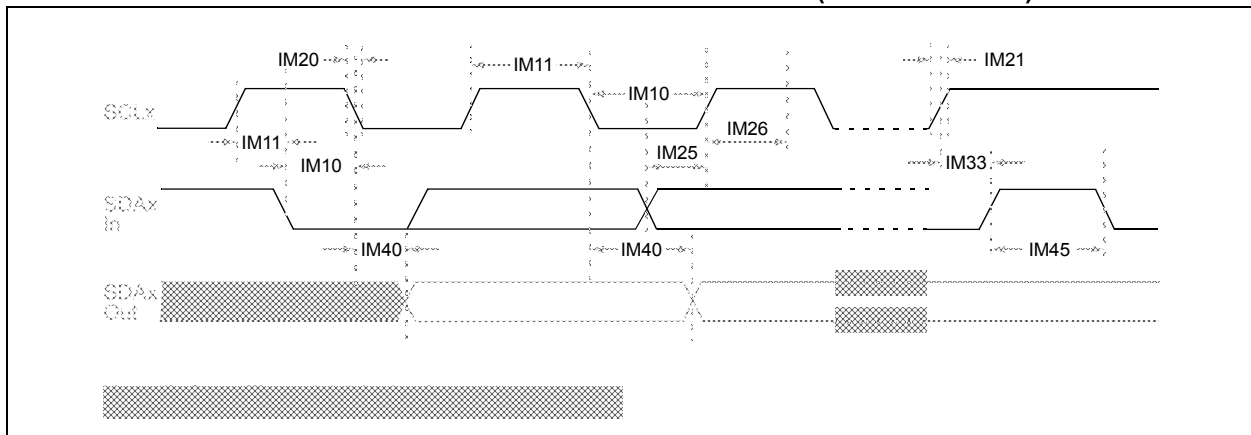 IM20
IM11
IM21
IM10
SCLx
IM11
IM10
IM26
IM25
IM33
SDAx
In
IM40
IM40
IM45
SDAx
Out